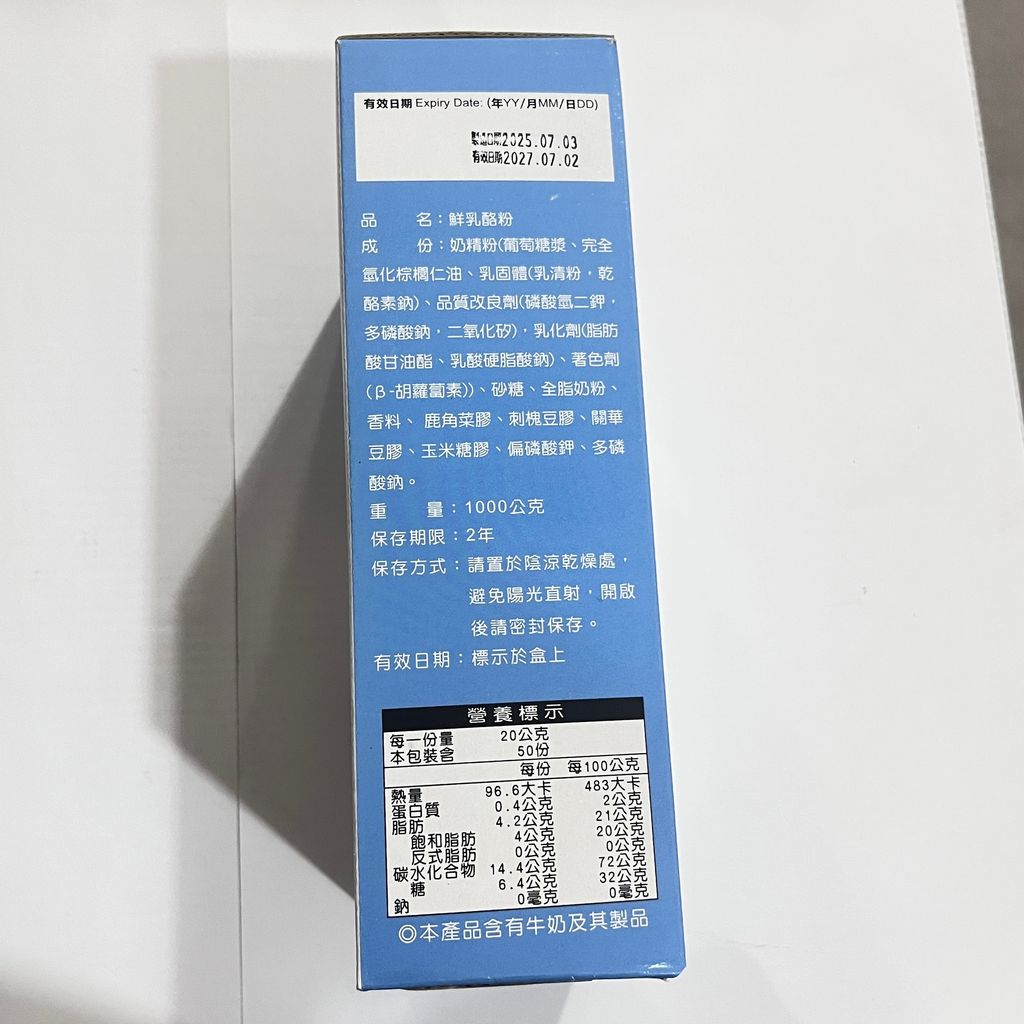 有效日期 Expiry Date: (年YY/月MM/日DD)
製造日期2025.07.03
有效日期2027.07.02
品　　名：鮮乳酪粉
成　　份：奶精粉(葡萄糖漿、完全
氫化棕櫚仁油、乳固體(乳清粉，乾
酪素鈉)、品質改良劑(磷酸氫二鉀，
多磷酸鈉，二氧化矽)，乳化劑(脂肪
酸甘油酯、乳酸硬脂酸鈉)、著色劑
(β-胡蘿蔔素))、砂糖、全脂奶粉、
香料、 鹿角菜膠、刺槐豆膠、關華
豆膠、玉米糖膠、偏磷酸鉀、多磷
酸鈉。
重　　量：1000公克
保存期限：2年
保存方式：請置於陰涼乾燥處，
避免陽光直射，開啟
後請密封保存。
有效日期：標示於盒上
營養標示
每一份量 20公克
本包裝含 50份
每份 每100公克
熱量 96.6大卡 483大卡
蛋白質 0.4公克 2公克
脂肪 4.2公克 21公克
飽和脂肪 4公克 20公克
反式脂肪 0公克 0公克
碳水化合物 14.4公克 72公克
糖 6.4公克 32公克
鈉 0毫克 0毫克
◎本產品含有牛奶及其製品